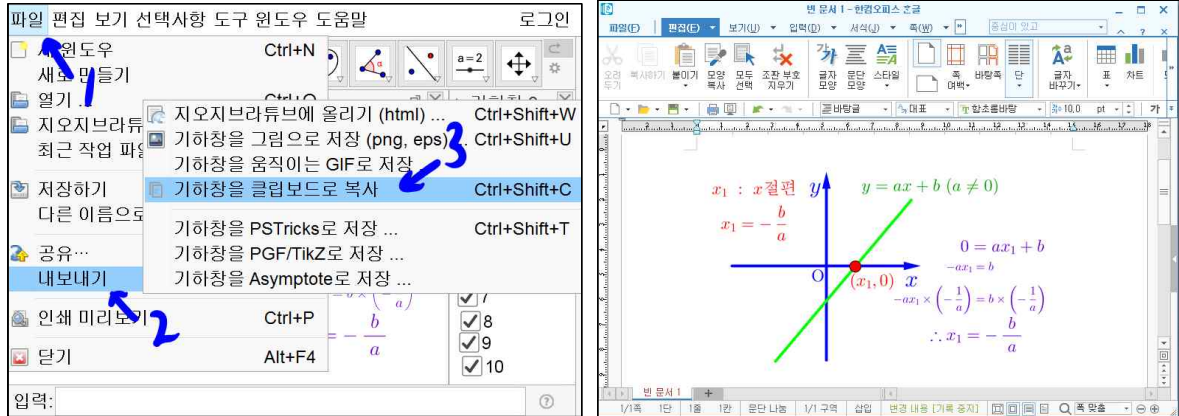 파일 편집 보기 선택사항 도구 윈도우 도움말 로그인
새 윈도우 Ctrl+N
새로 만들기
열기 ...
지오지브라튜
최근 작업 파일
저장하기
다른 이름으로
공유…
내보내기
인쇄 미리보기 Ctrl+P
닫기 Alt+F4
1
2
3
a=2
지오지브라튜브에 올리기 (html) ... Ctrl+Shift+W
기하창을 그림으로 저장 (png, eps) ... Ctrl+Shift+U
기하창을 움직이는 GIF로 저장
기하창을 클립보드로 복사 Ctrl+Shift+C
기하창을 PSTricks로 저장 ... Ctrl+Shift+T
기하창을 PGF/TikZ로 저장 ...
기하창을 Asymptote로 저장 ...
= - b/a
7
8
9
10
입력:
빈 문서 1 - 한컴오피스 한글
파일(F) 편집(E) 보기(U) 입력(D) 서식(J) 쪽(W) 동심이 있고
오려 두기 복사하기 붙이기 모양 복사 모두 선택 조판 부호 지우기 글자 모양 문단 모양 스타일 쪽 여백 바탕쪽 단 글자 바꾸기 표 차트
바탕글 대표 함초롬바탕 10,0 pt 가
x₁ : x절편
x₁ = - b/a
y
y = ax + b (a ≠ 0)
O
(x₁, 0)
x
0 = ax₁ + b
-ax₁ = b
-ax₁ × (-1/a) = b × (-1/a)
∴ x₁ = - b/a
빈 문서 1
1/1쪽 1단 1줄 1칸 문단 나눔 1/1 구역 삽입 변경 내용 [기록 중지] 폭 맞춤